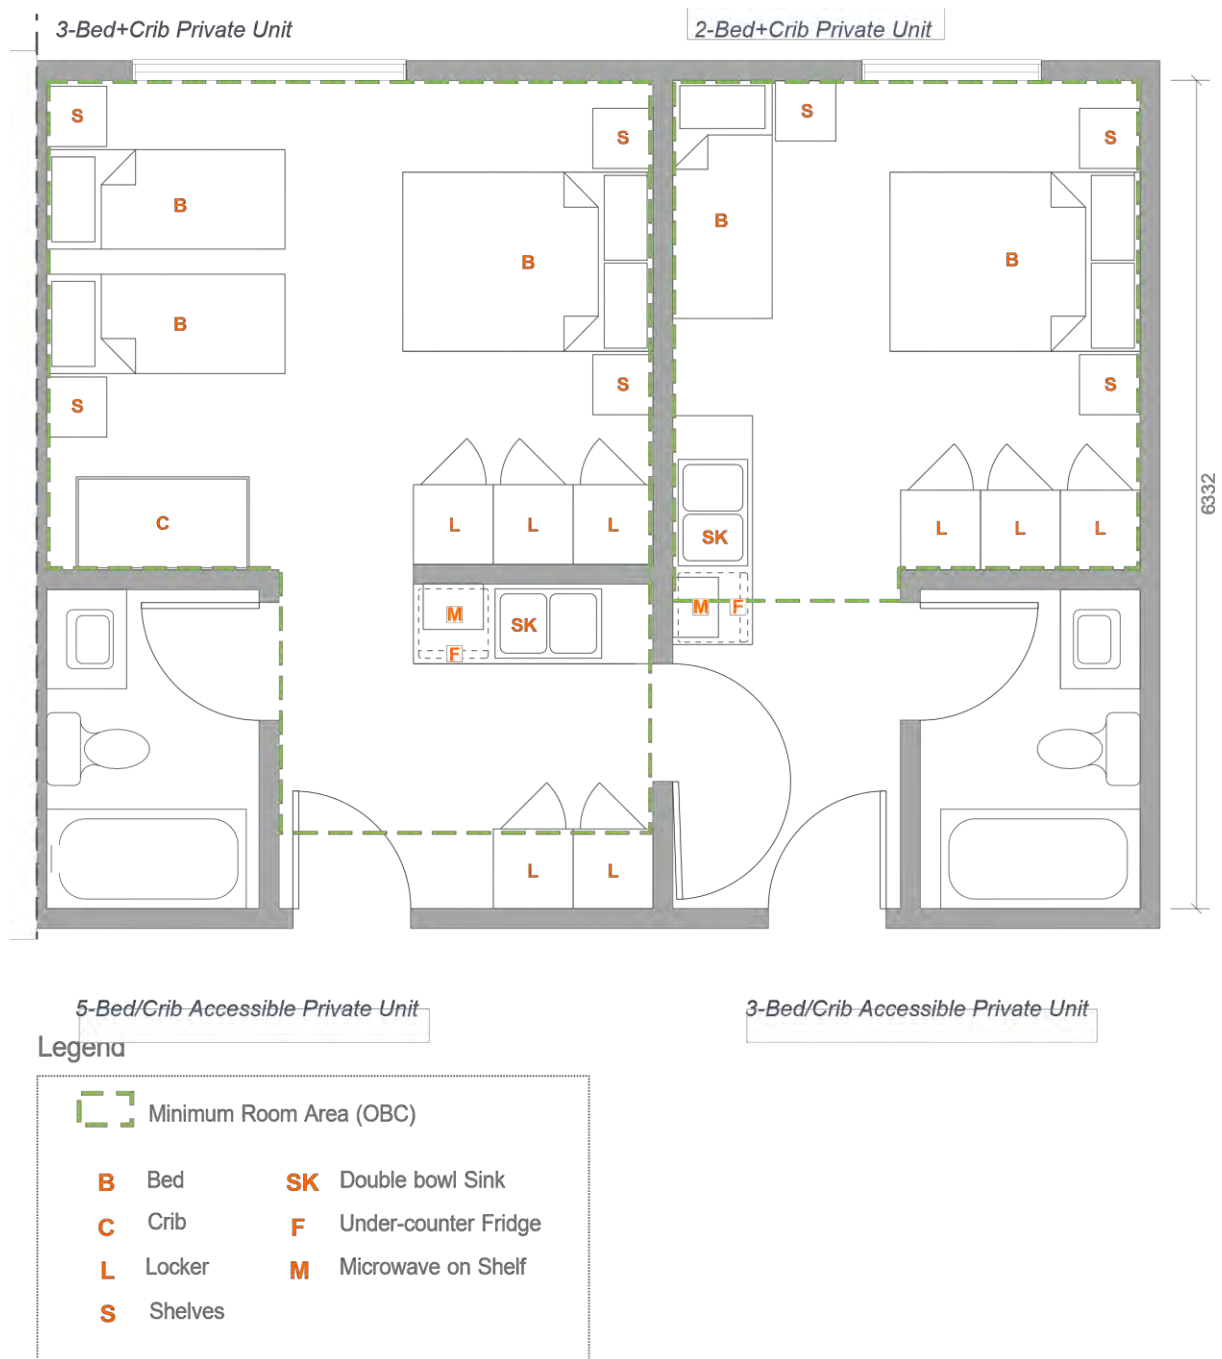 3-Bed+Crib Private Unit 2-Bed+Crib Private Unit
S S S S
B B B B
B
S S S
C L L L L L L
SK
M F
M SK
F
L L
6332
5-Bed/Crib Accessible Private Unit 3-Bed/Crib Accessible Private Unit
Legend
Minimum Room Area (OBC)
B Bed SK Double bowl Sink
C Crib F Under-counter Fridge
L Locker M Microwave on Shelf
S Shelves